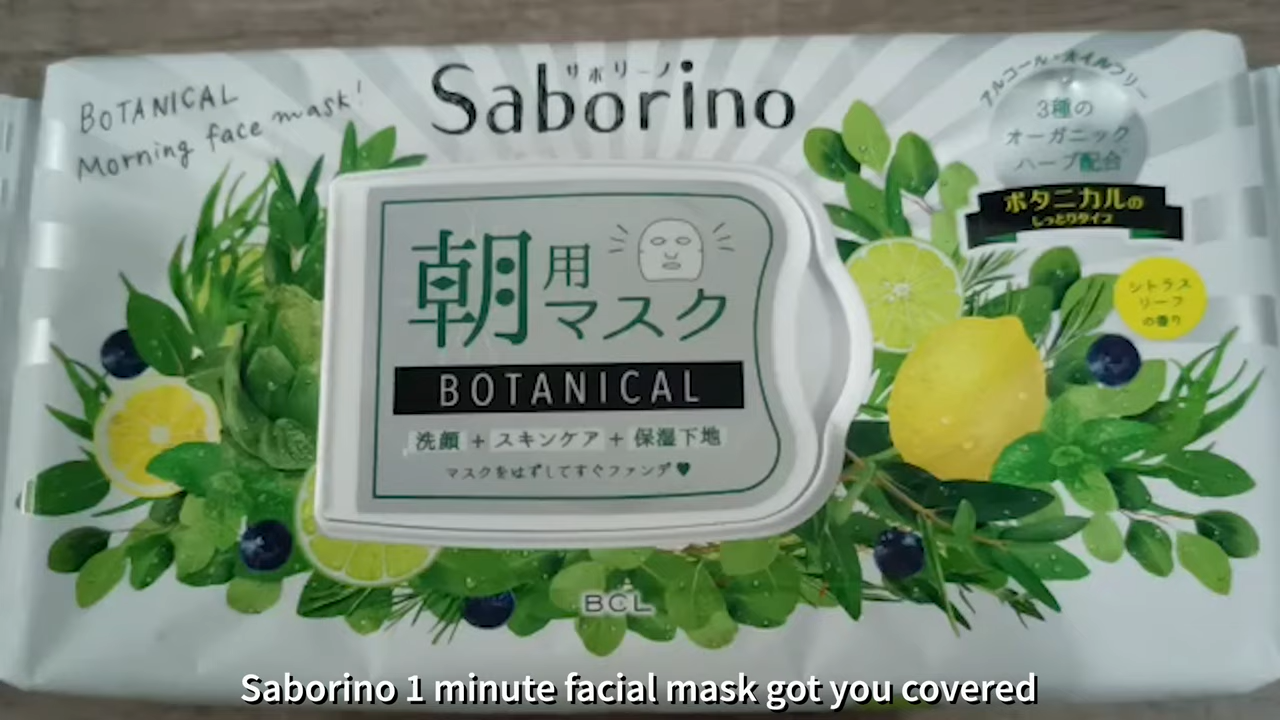 サボリーノ
Saborino
BOTANICAL
Morning face mask!
アルコール・オイルフリー
3種の
オーガニック
ハーブ配合
ボタニカルの
しっとりタイプ
シトラス
リーフ
の香り
朝用
マスク
BOTANICAL
洗顔 + スキンケア + 保湿下地
マスクをはずしてすぐファンデ♥
BCL
Saborino 1 minute facial mask got you covered